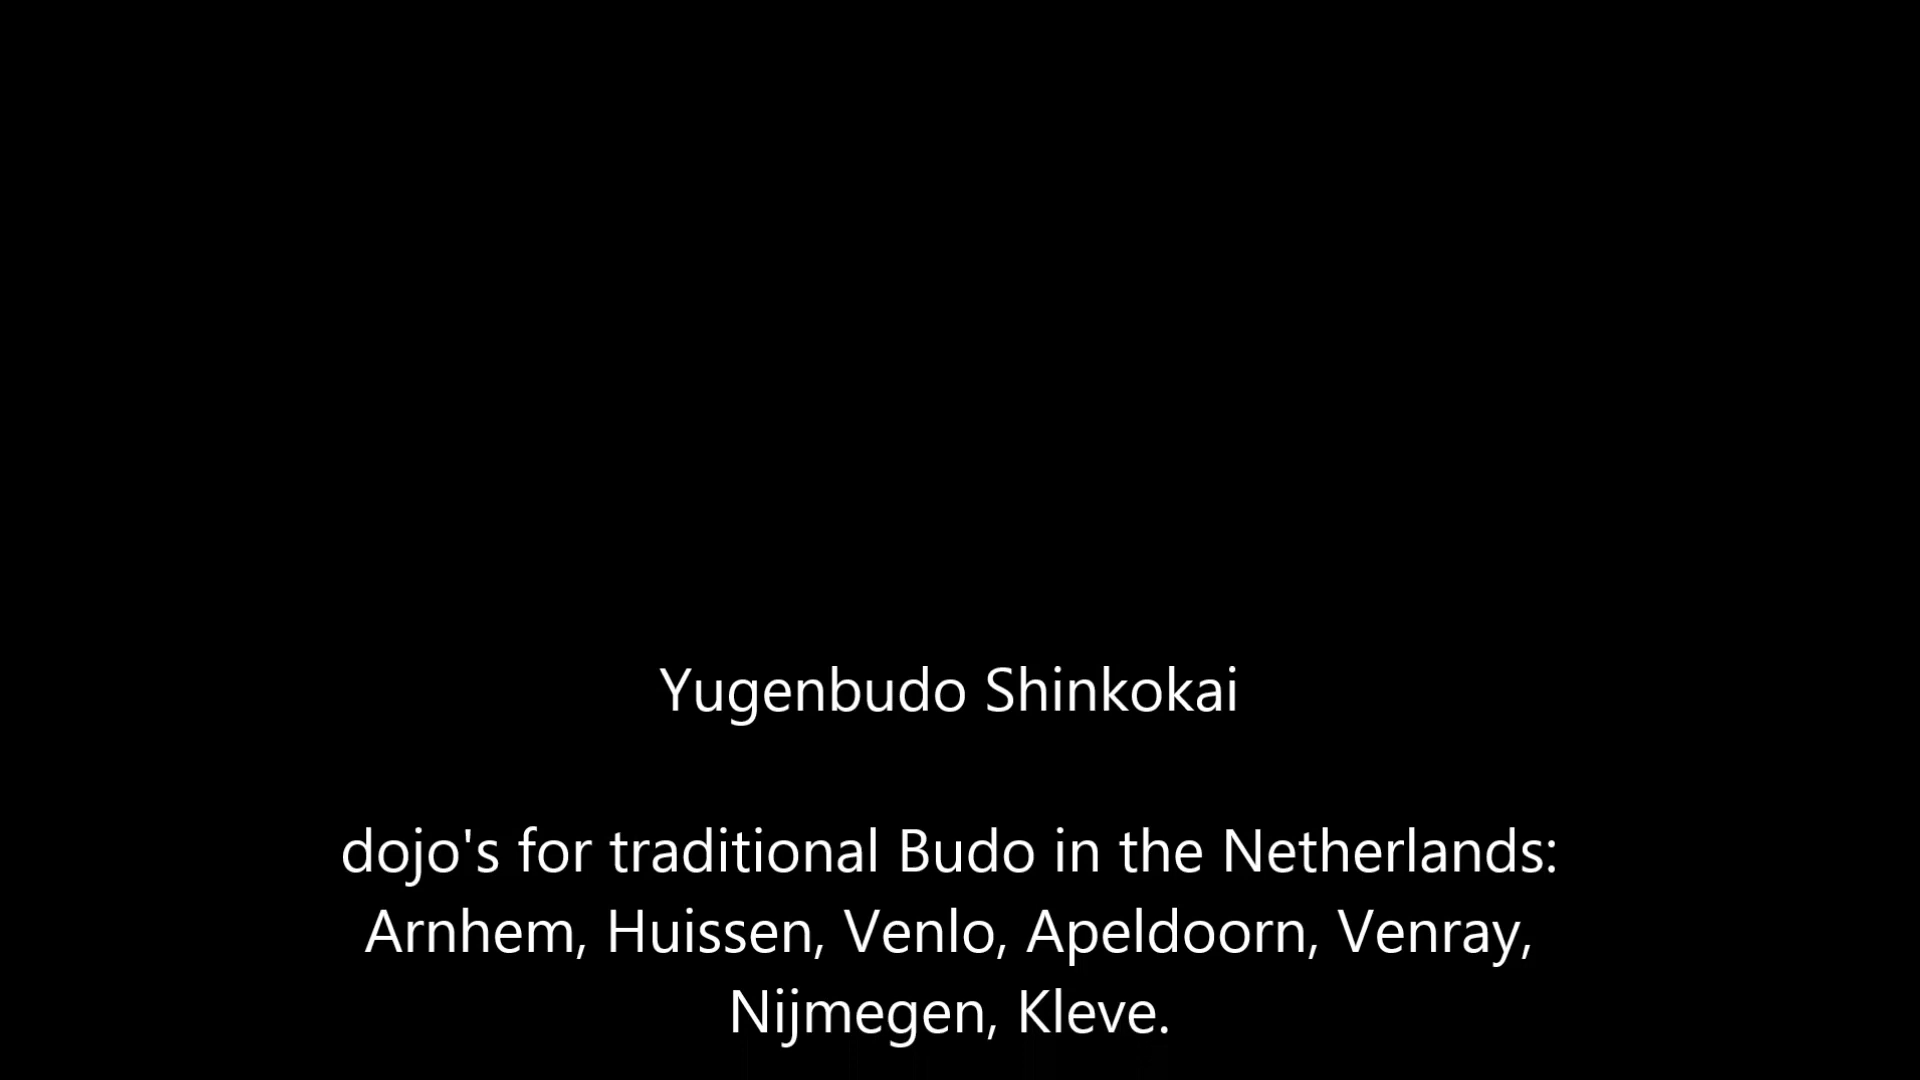 Yugenbudo Shinkokai
dojo's for traditional Budo in the Netherlands:
Arnhem, Huissen, Venlo, Apeldoorn, Venray,
Nijmegen, Kleve.